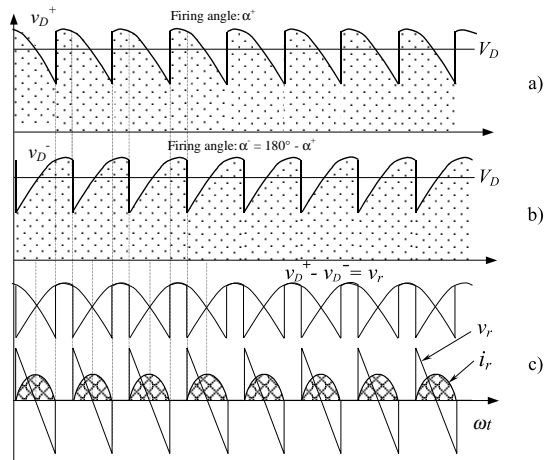 v_D^+
Firing angle: α^+
V_D
a)
v_D^-
Firing angle: α^- = 180° - α^+
V_D
b)
v_D^+ - v_D^- = v_r
v_r
i_r
c)
ωt